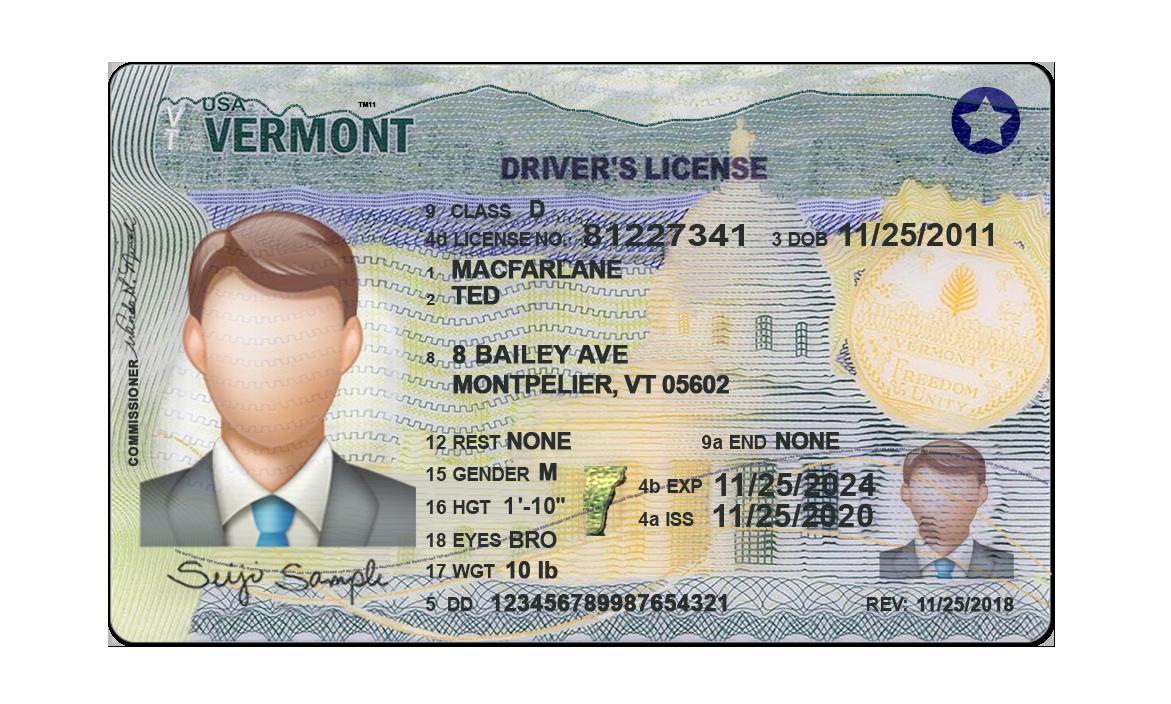 USA
TM11
VT
VERMONT
DRIVER'S LICENSE
9 CLASS D
4d LICENSE NO. 81227341 3 DOB 11/25/2011
1 MACFARLANE
2 TED
8 8 BAILEY AVE
MONTPELIER, VT 05602
VERMONT
FREEDOM
UNITY
COMMISSIONER
12 REST NONE 9a END NONE
15 GENDER M
4b EXP 11/25/2024
16 HGT 1'-10"
4a ISS 11/25/2020
18 EYES BRO
17 WGT 10 lb
Seiji Sample
5 DD 123456789987654321
REV: 11/25/2018